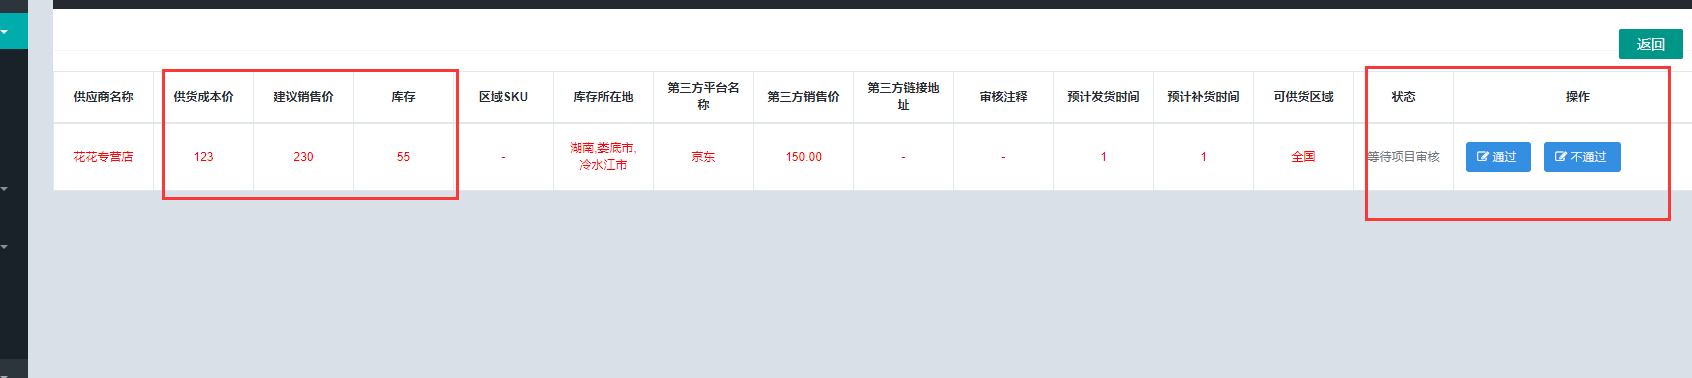 返回
供应商名称 供货成本价 建议销售价 库存 区域SKU 库存所在地 第三方平台名 第三方销售价 第三方链接地 审核注释 预计发货时间 预计补货时间 可供货区域 状态 操作
称 址
花花专营店 123 230 55 - 湖南,娄底市, 京东 150.00 - - 1 1 全国 等待项目审核 通过 不通过
冷水江市